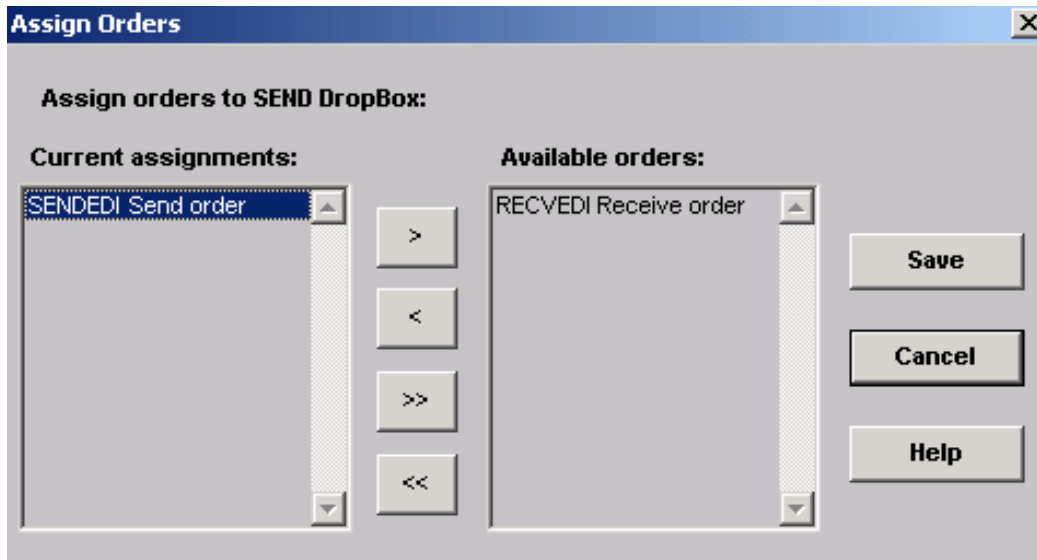 Assign Orders
Assign orders to SEND DropBox:
Current assignments:
Available orders:
SENDEDI Send order
RECVEDI Receive order
>
<
>>
<<
Save
Cancel
Help